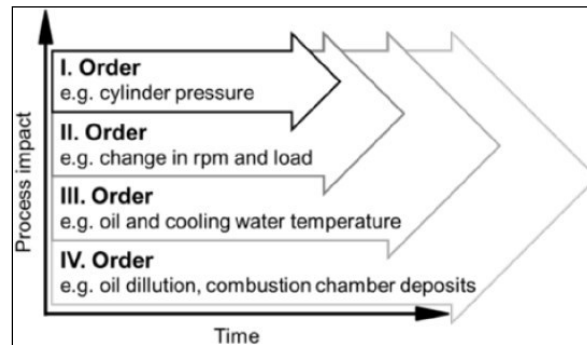 I. Order
e.g. cylinder pressure
II. Order
e.g. change in rpm and load
III. Order
e.g. oil and cooling water temperature
IV. Order
e.g. oil dillution, combustion chamber deposits
Process impact
Time